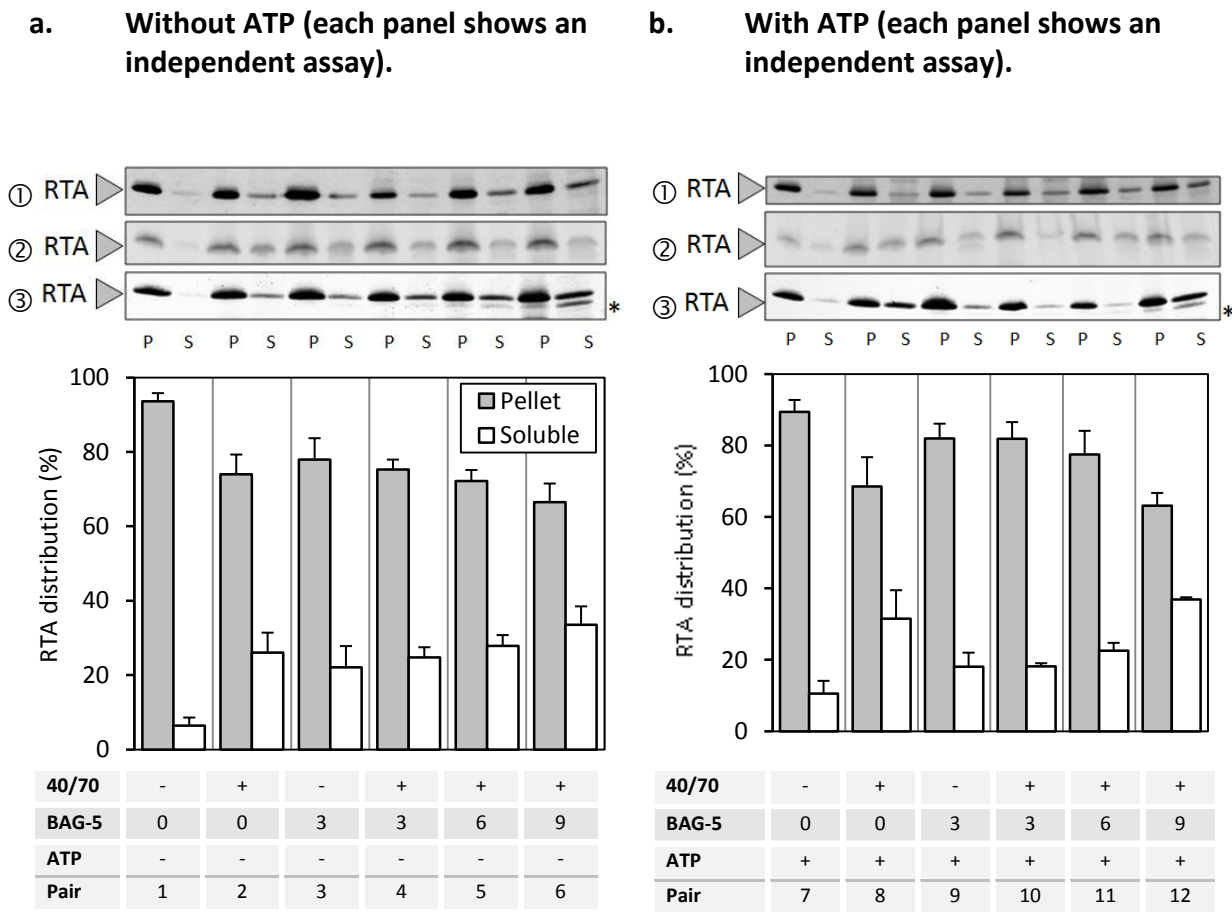 a. Without ATP (each panel shows an
independent assay).
① RTA
② RTA
③ RTA
*
P S P S P S P S P S P S
100
80
60
40
20
0
RTA distribution (%)
Pellet
Soluble
40/70 - + - + + +
BAG-5 0 0 3 3 6 9
ATP - - - - - -
Pair 1 2 3 4 5 6
b. With ATP (each panel shows an
independent assay).
① RTA
② RTA
③ RTA
*
P S P S P S P S P S P S
100
80
60
40
20
0
RTA distribution (%)
40/70 - + - + + +
BAG-5 0 0 3 3 6 9
ATP + + + + + +
Pair 7 8 9 10 11 12